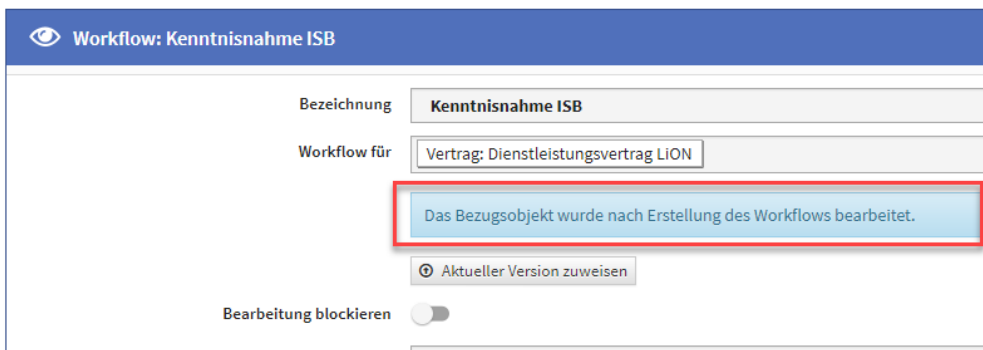 Workflow: Kenntnisnahme ISB
Bezeichnung Kenntnisnahme ISB
Workflow für Vertrag: Dienstleistungsvertrag LiON
Das Bezugsobjekt wurde nach Erstellung des Workflows bearbeitet.
Aktueller Version zuweisen
Bearbeitung blockieren